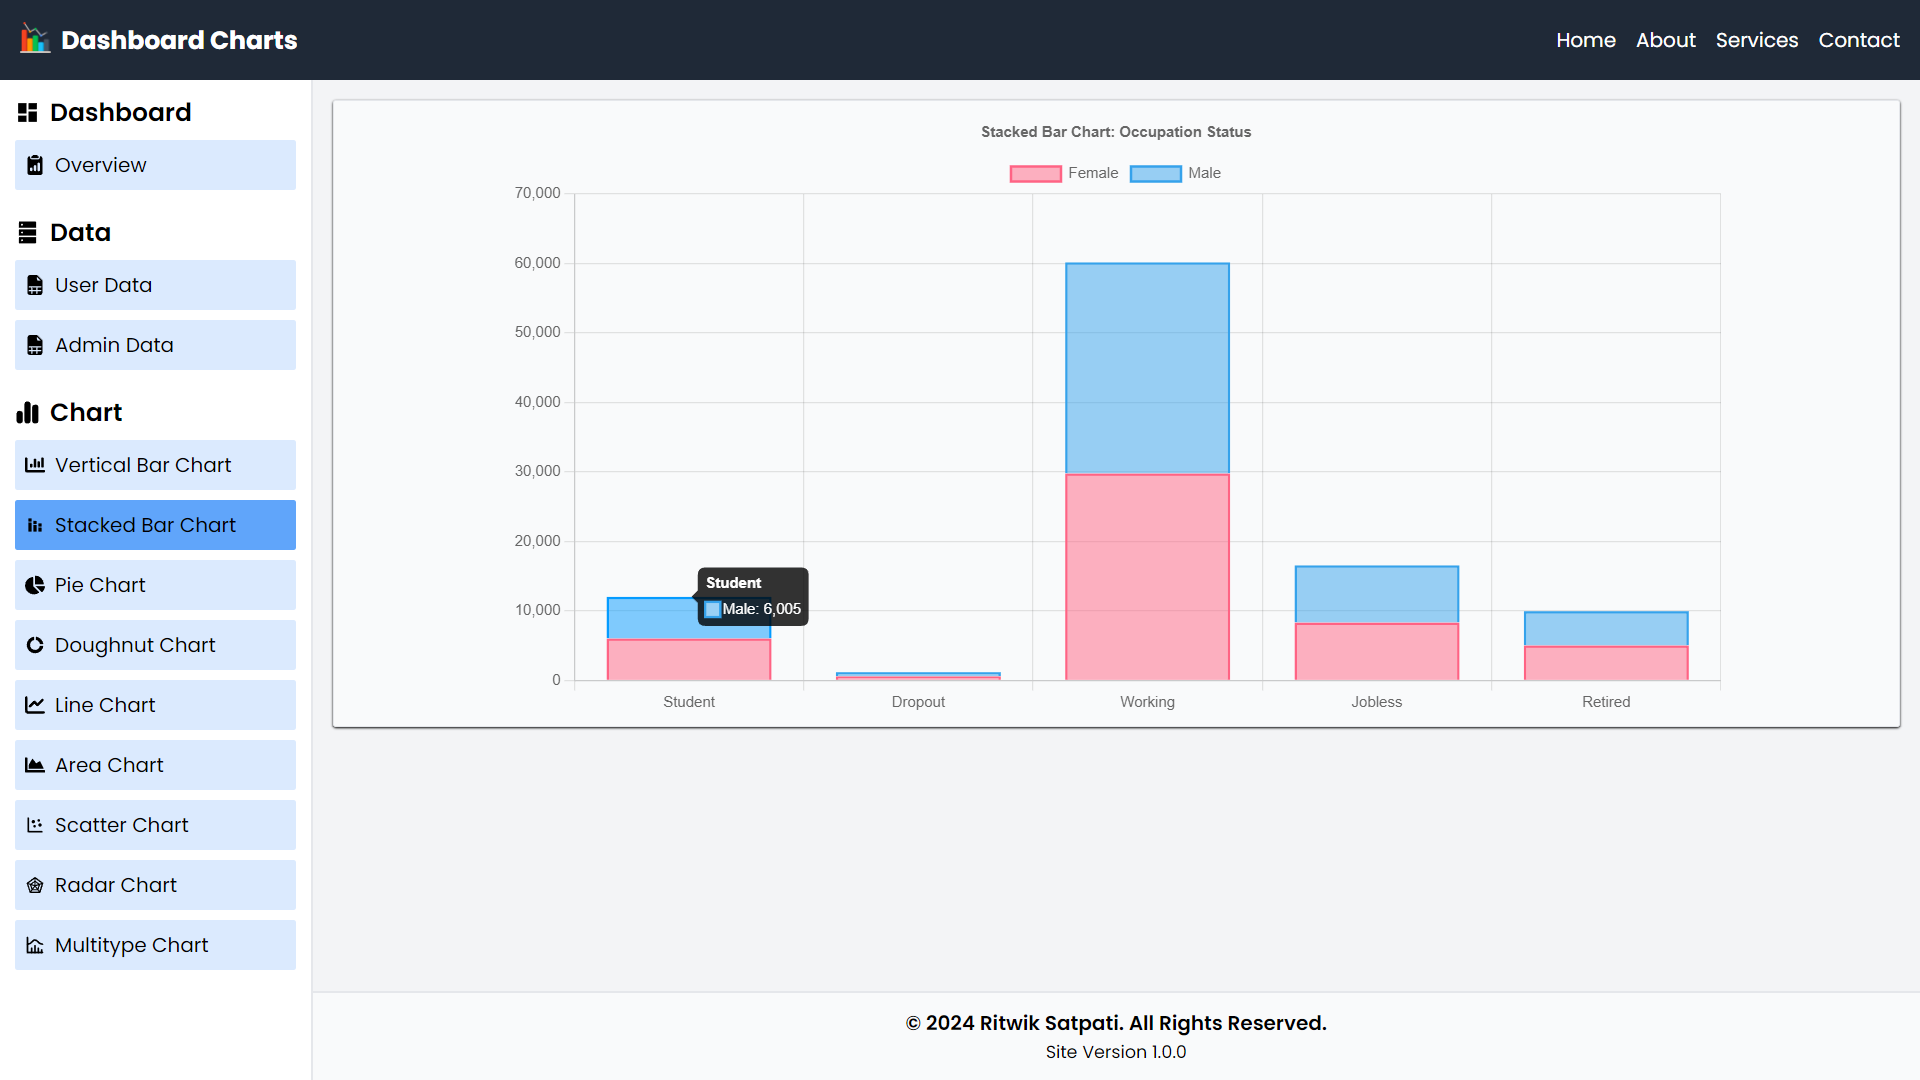 Dashboard Charts
Home About Services Contact
Dashboard
Overview
Data
User Data
Admin Data
Chart
Vertical Bar Chart
Stacked Bar Chart
Pie Chart
Doughnut Chart
Line Chart
Area Chart
Scatter Chart
Radar Chart
Multitype Chart
Stacked Bar Chart: Occupation Status
Female Male
70,000
60,000
50,000
40,000
30,000
20,000
10,000
0
Student
Male: 6,005
Student Dropout Working Jobless Retired
© 2024 Ritwik Satpati. All Rights Reserved.
Site Version 1.0.0